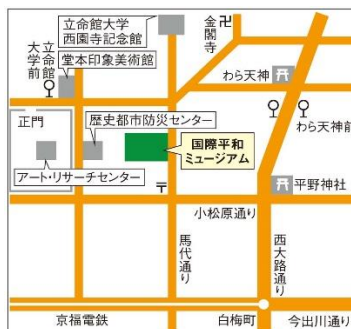 立命館大学
西園寺記念館
金閣寺
卍
立命館
大学前
堂本印象美術館
わら天神
正門
歴史都市防災センター
わら天神前
国際平和
ミュージアム
アート・リサーチセンター
〒
平野神社
小松原通り
馬代通り
西大路通り
京福電鉄
白梅町
今出川通り